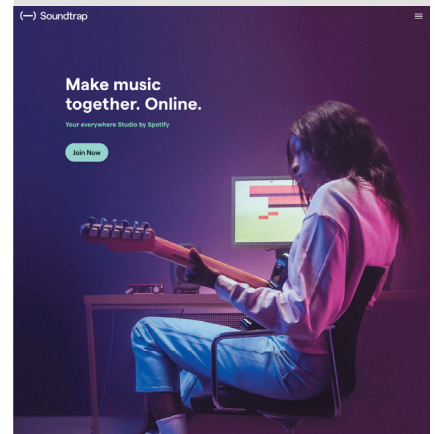 (—) Soundtrap
Make music
together. Online.
Your everywhere Studio by Spotify
Join Now